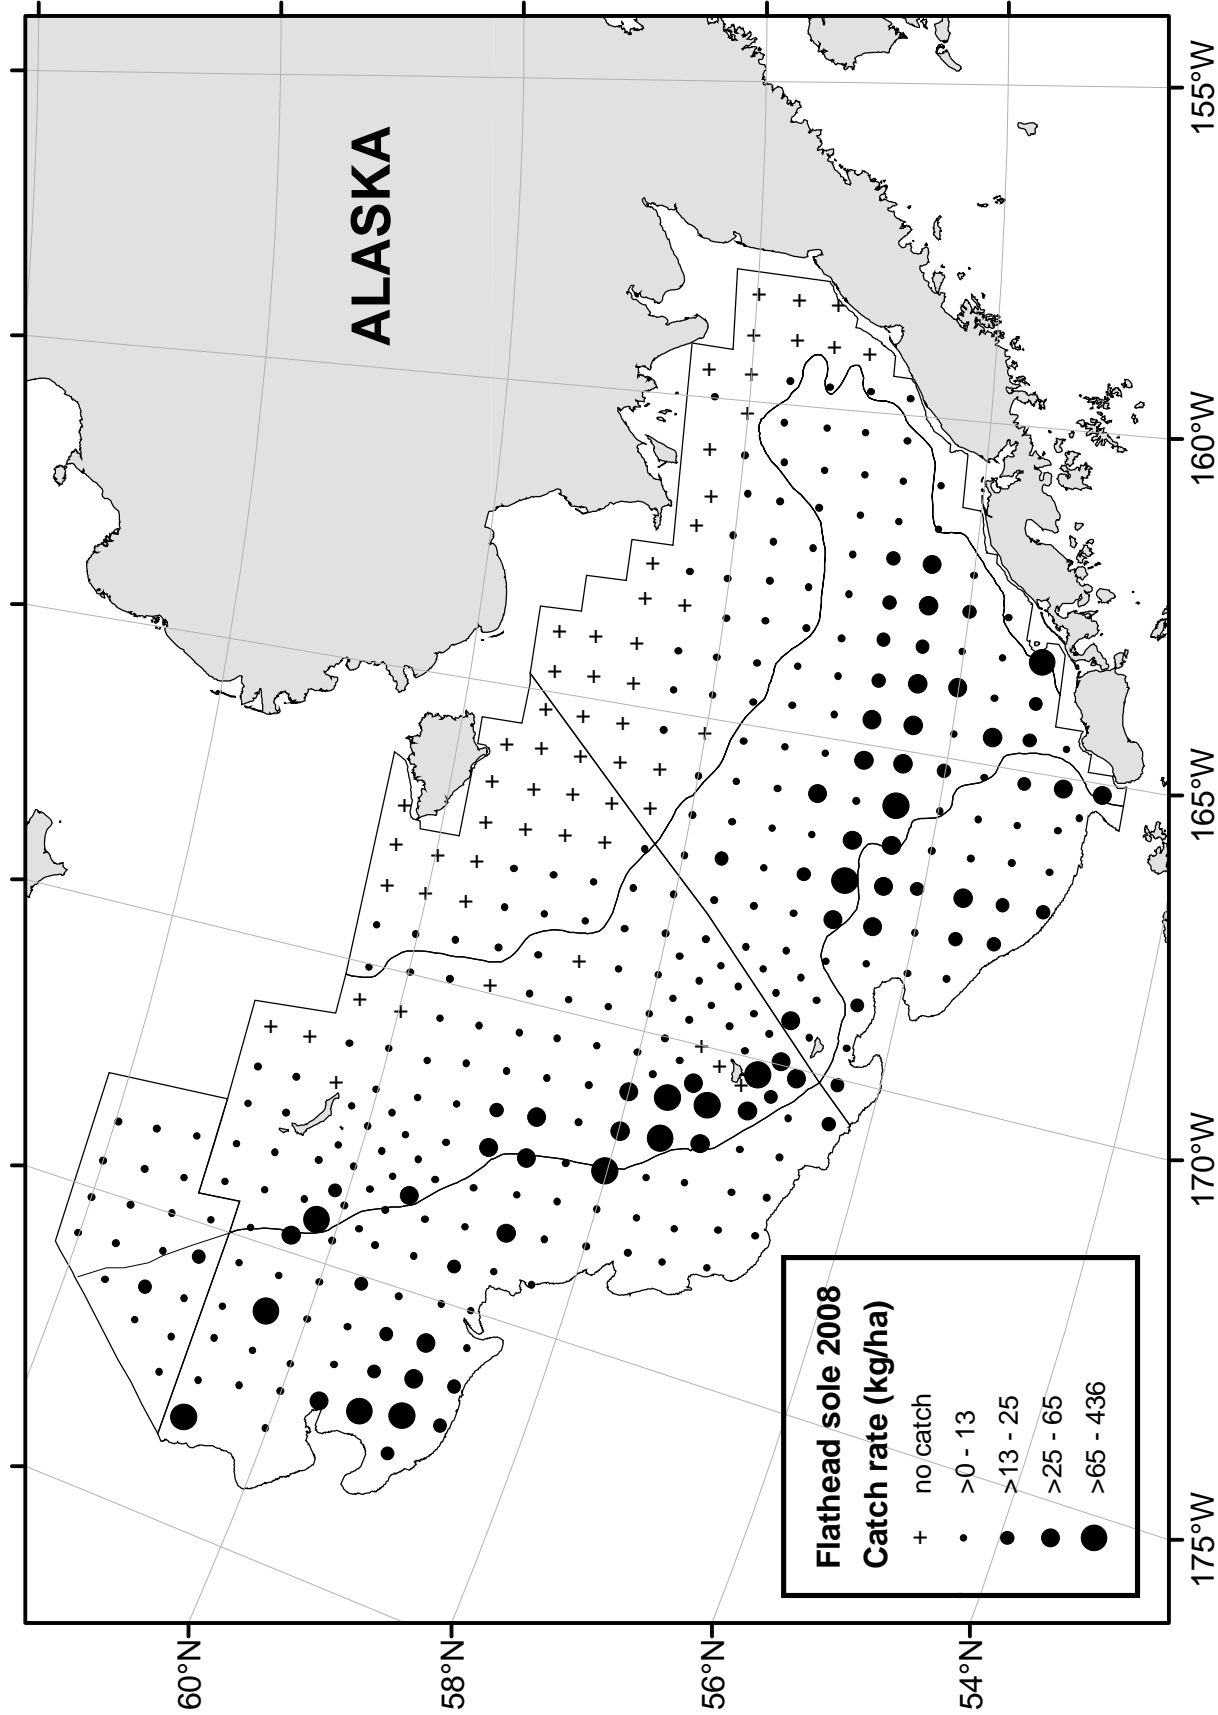 ALASKA
Flathead sole 2008
Catch rate (kg/ha)
no catch
>0 - 13
>13 - 25
>25 - 65
>65 - 436
60°N
58°N
56°N
54°N
175°W
170°W
165°W
160°W
155°W